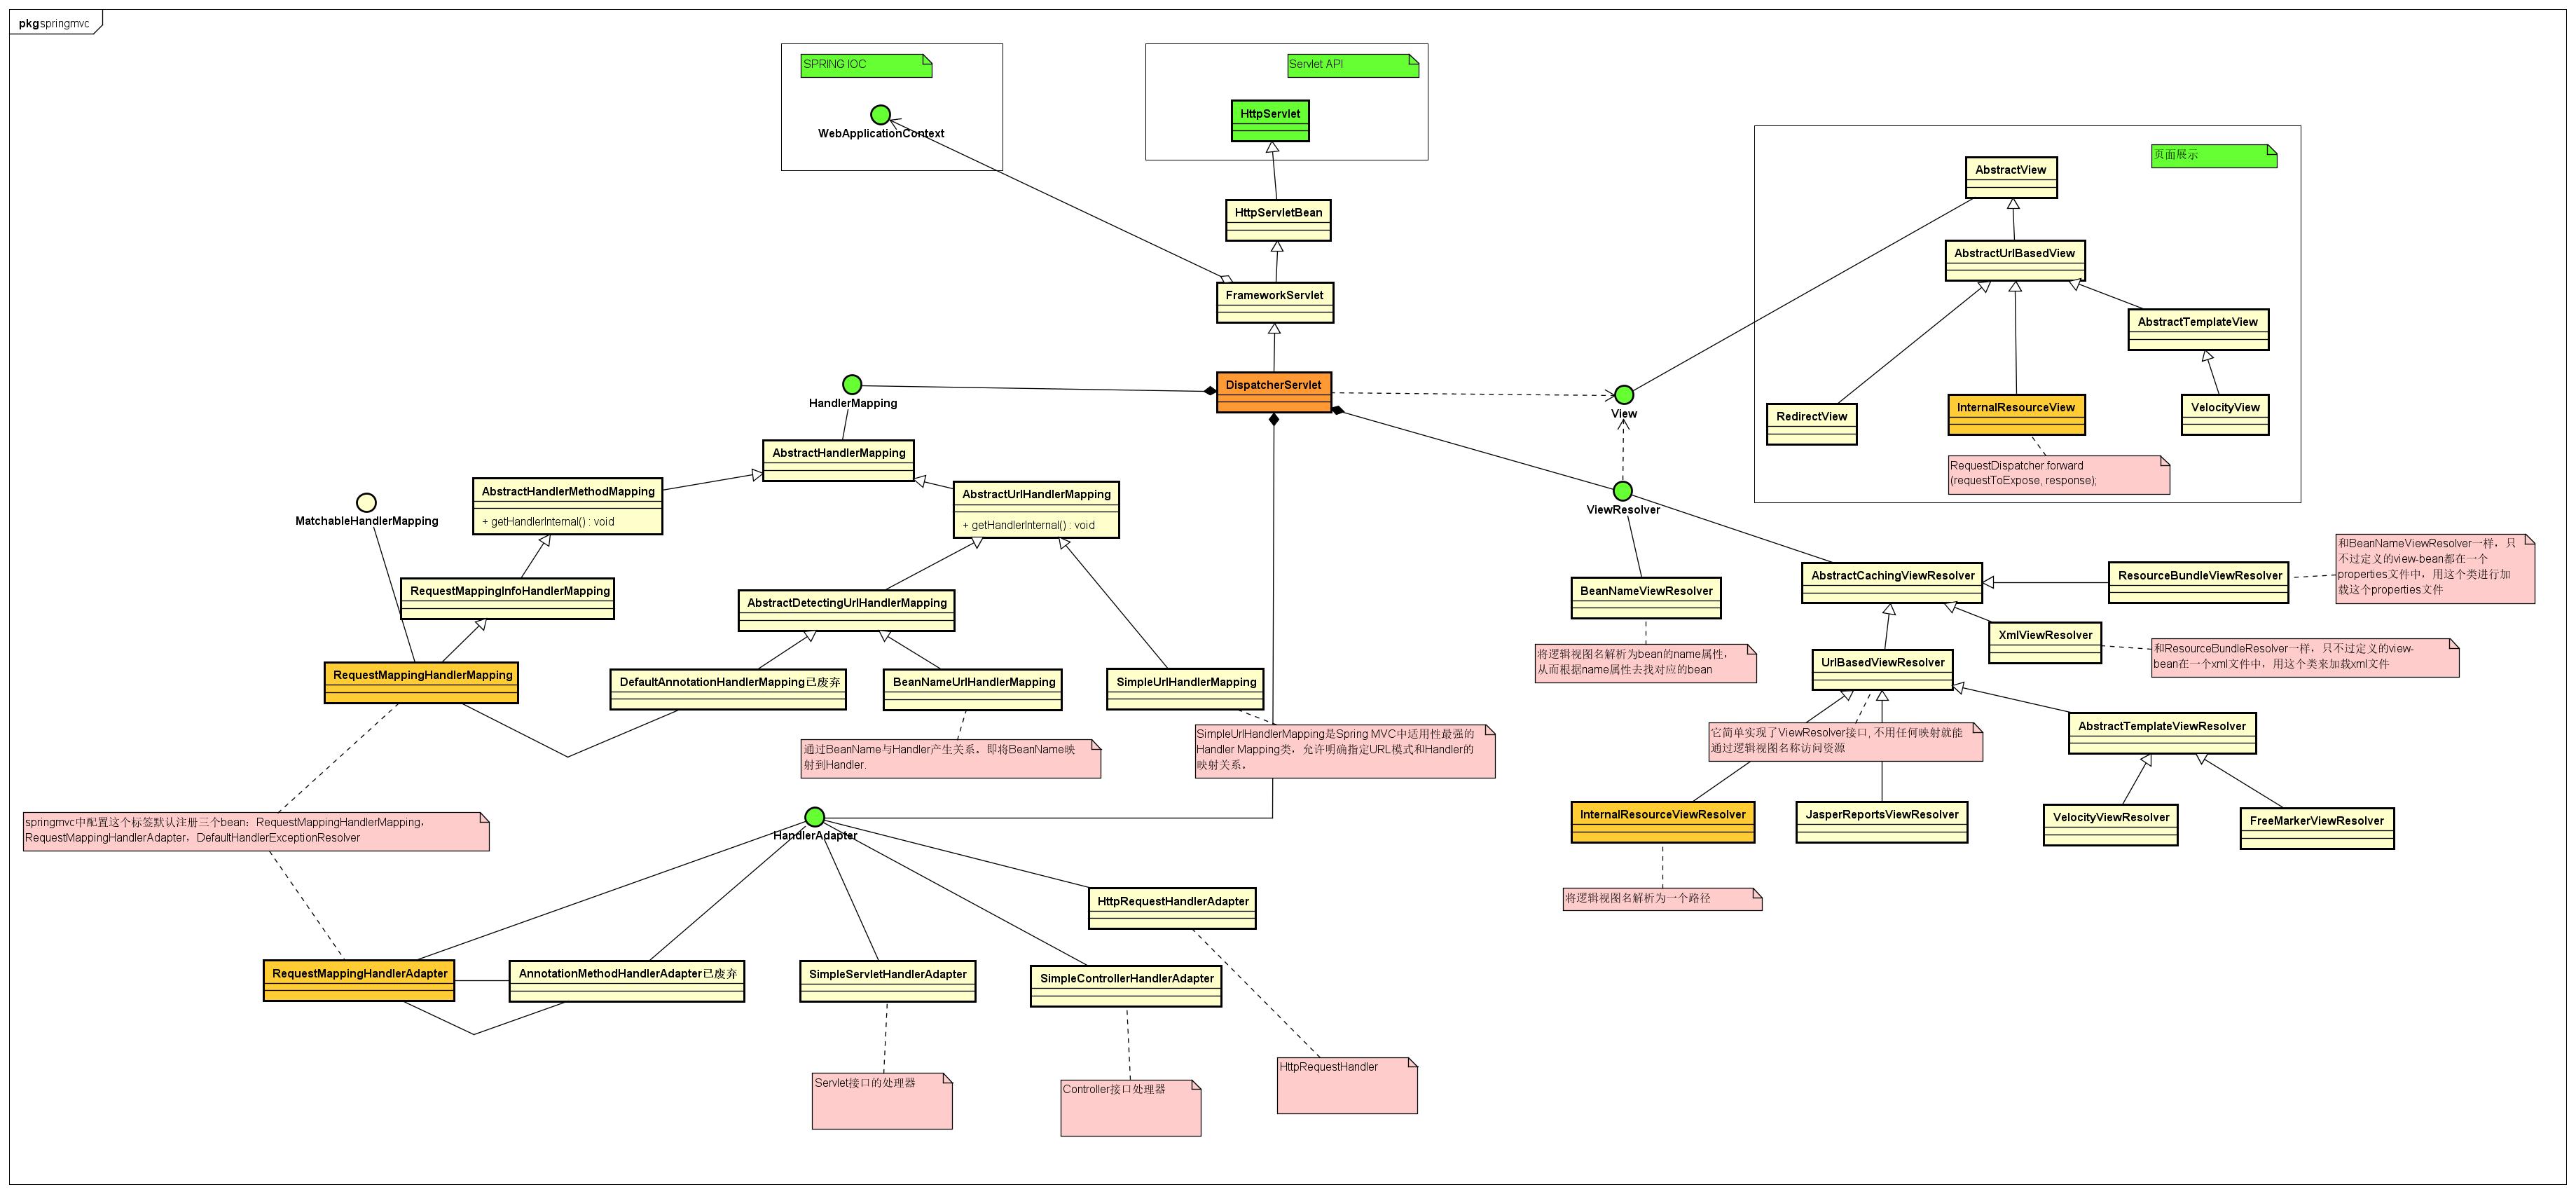 pkg springmvc
SPRING IOC
WebApplicationContext
Servlet API
HttpServlet
HttpServletBean
FrameworkServlet
DispatcherServlet
页面展示
AbstractView
AbstractUrlBasedView
AbstractTemplateView
RedirectView
InternalResourceView
VelocityView
RequestDispatcher.forward
(requestToExpose, response);
View
ViewResolver
HandlerMapping
AbstractHandlerMapping
AbstractHandlerMethodMapping
+ getHandlerInternal() : void
AbstractUrlHandlerMapping
+ getHandlerInternal() : void
MatchableHandlerMapping
RequestMappingInfoHandlerMapping
AbstractDetectingUrlHandlerMapping
RequestMappingHandlerMapping
DefaultAnnotationHandlerMapping已废弃
BeanNameUrlHandlerMapping
SimpleUrlHandlerMapping
通过BeanName与Handler产生关系。即将BeanName映
射到Handler.
SimpleUrlHandlerMapping是Spring MVC中适用性最强的
Handler Mapping类，允许明确指定URL模式和Handler的
映射关系。
springmvc中配置这个标签默认注册三个bean：RequestMappingHandlerMapping，
RequestMappingHandlerAdapter，DefaultHandlerExceptionResolver
BeanNameViewResolver
将逻辑视图名解析为bean的name属性，
从而根据name属性去找对应的bean
AbstractCachingViewResolver
ResourceBundleViewResolver
和BeanNameViewResolver一样，只
不过定义的view-bean都在一个
properties文件中，用这个类进行加
载这个properties文件
XmlViewResolver
和ResourceBundleResolver一样，只不过定义的view-
bean在一个xml文件中，用这个类来加载xml文件
UrlBasedViewResolver
它简单实现了ViewResolver接口, 不用任何映射就能
通过逻辑视图名称访问资源
AbstractTemplateViewResolver
InternalResourceViewResolver
JasperReportsViewResolver
VelocityViewResolver
FreeMarkerViewResolver
将逻辑视图名解析为一个路径
HandlerAdapter
HttpRequestHandlerAdapter
RequestMappingHandlerAdapter
AnnotationMethodHandlerAdapter已废弃
SimpleServletHandlerAdapter
SimpleControllerHandlerAdapter
HttpRequestHandler
Servlet接口的处理器
Controller接口处理器